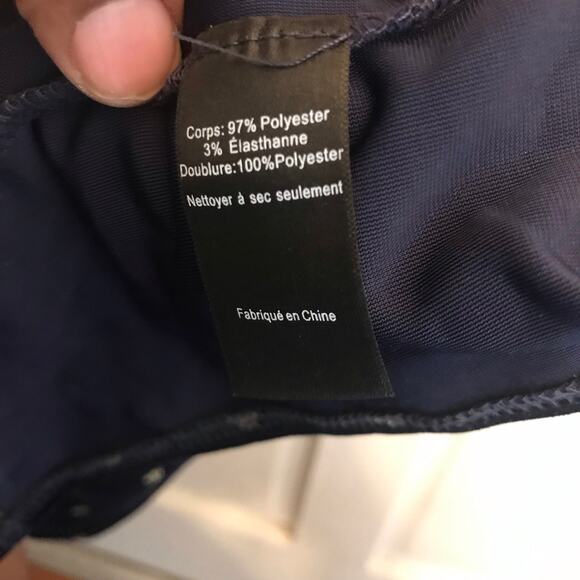 Corps: 97% Polyester
3% Élasthanne
Doublure:100%Polyester
Nettoyer à sec seulement
Fabriqué en Chine